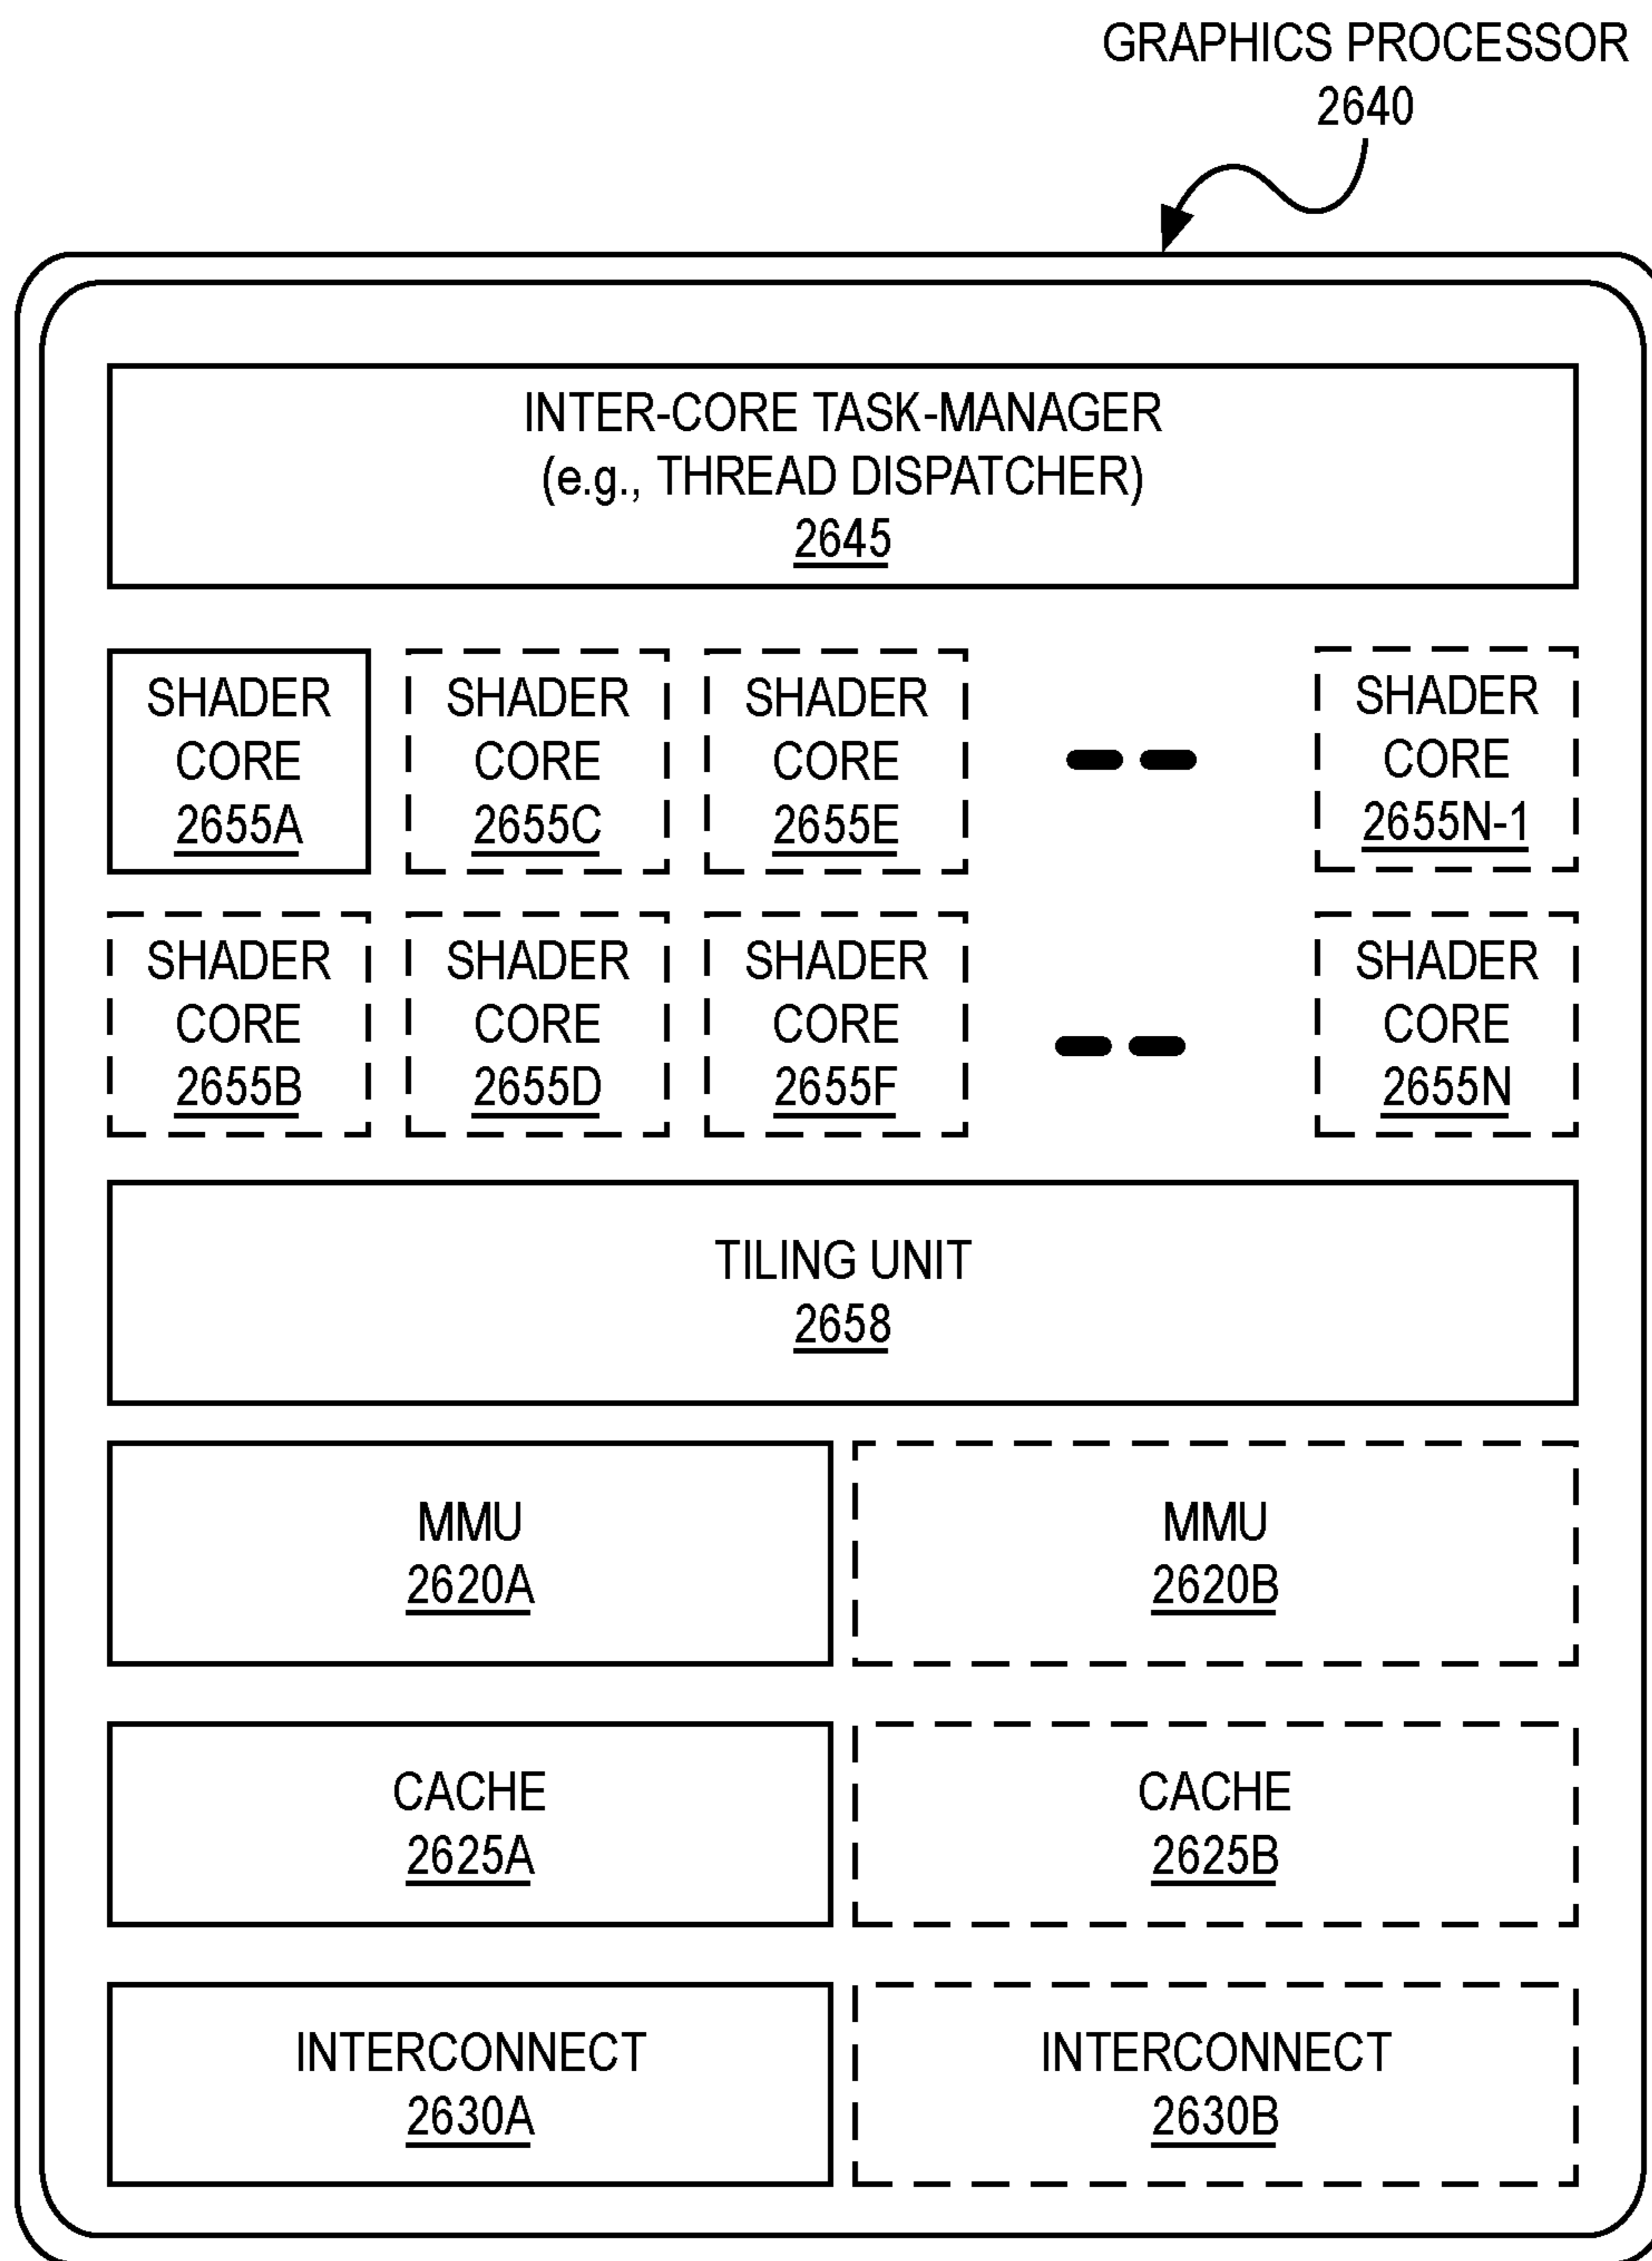 GRAPHICS PROCESSOR
2640
INTER-CORE TASK-MANAGER
(e.g., THREAD DISPATCHER)
2645
SHADER
CORE
2655A
SHADER
CORE
2655C
SHADER
CORE
2655E
SHADER
CORE
2655N-1
SHADER
CORE
2655B
SHADER
CORE
2655D
SHADER
CORE
2655F
SHADER
CORE
2655N
TILING UNIT
2658
MMU
2620A
MMU
2620B
CACHE
2625A
CACHE
2625B
INTERCONNECT
2630A
INTERCONNECT
2630B